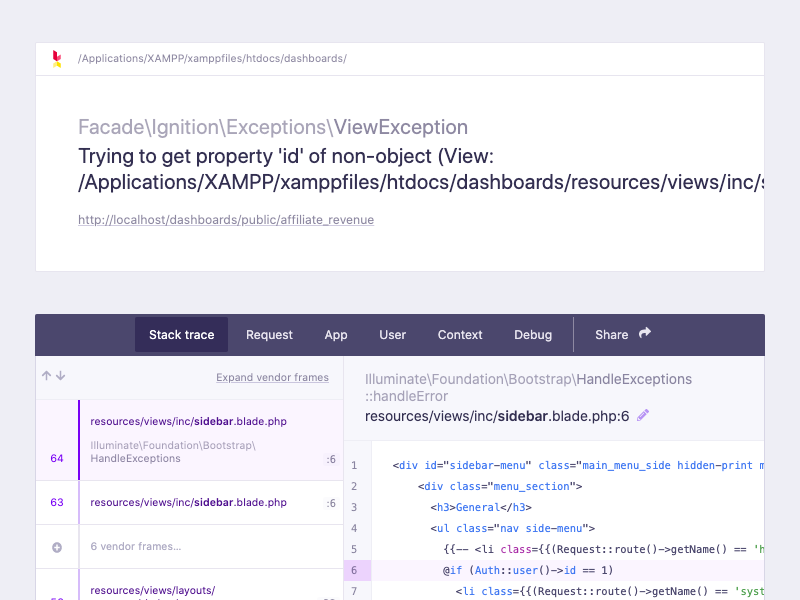 /Applications/XAMPP/xamppfiles/htdocs/dashboards/
Facade\Ignition\Exceptions\ViewException
Trying to get property 'id' of non-object (View:
/Applications/XAMPP/xamppfiles/htdocs/dashboards/resources/views/inc/s
http://localhost/dashboards/public/affiliate_revenue
Stack trace Request App User Context Debug Share
Expand vendor frames
resources/views/inc/sidebar.blade.php
Illuminate\Foundation\Bootstrap\
64 HandleExceptions :6
63 resources/views/inc/sidebar.blade.php :6
6 vendor frames…
resources/views/layouts/
Illuminate\Foundation\Bootstrap\HandleExceptions
::handleError
resources/views/inc/sidebar.blade.php:6
1 <div id="sidebar-menu" class="main_menu_side hidden-print m
2 <div class="menu_section">
3 <h3>General</h3>
4 <ul class="nav side-menu">
5 {{-- <li class={{(Request::route()->getName() == 'h
6 @if (Auth::user()->id == 1)
7 <li class={{(Request::route()->getName() == 'syst